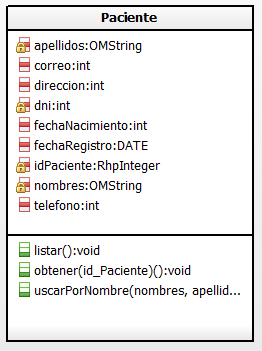 Paciente
apellidos:OMString
correo:int
direccion:int
dni:int
fechaNacimiento:int
fechaRegistro:DATE
idPaciente:RhpInteger
nombres:OMString
telefono:int
listar():void
obtener(id_Paciente)():void
uscarPorNombre(nombres, apellid...